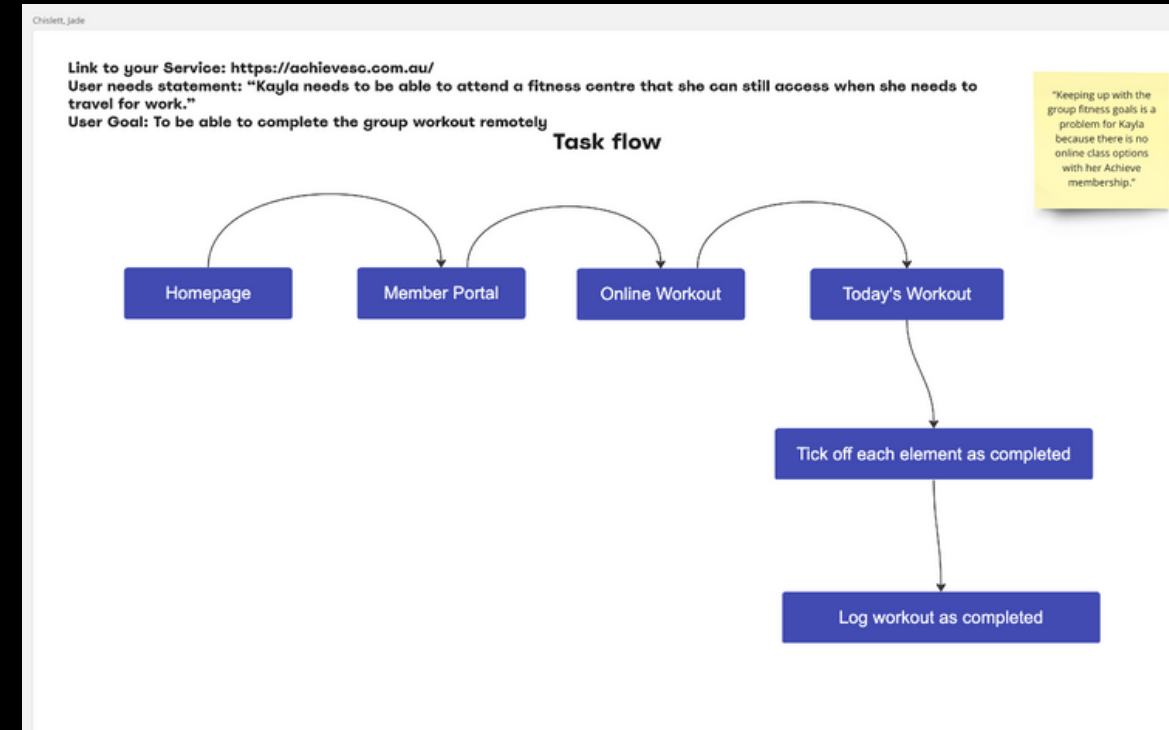 Chislett, Jade
Link to your Service: https://achievesc.com.au/
User needs statement: “Kayla needs to be able to attend a fitness centre that she can still access when she needs to
travel for work.”
User Goal: To be able to complete the group workout remotely
Task flow
"Keeping up with the
group fitness goals is a
problem for Kayla
because there is no
online class options
with her Achieve
membership."
Homepage
Member Portal
Online Workout
Today's Workout
Tick off each element as completed
Log workout as completed